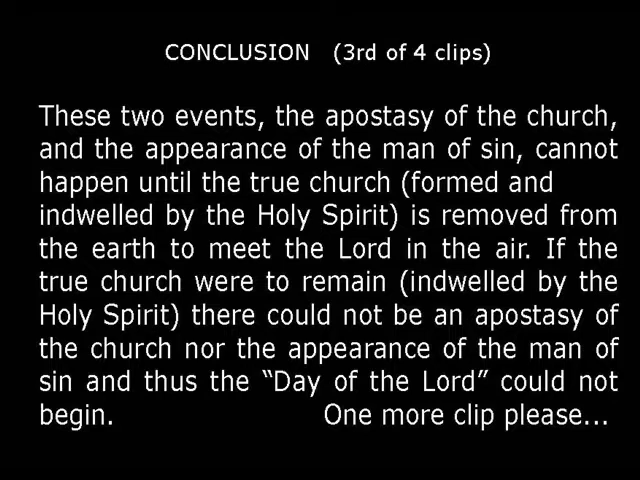 CONCLUSION (3rd of 4 clips)
These two events, the apostasy of the church,
and the appearance of the man of sin, cannot
happen until the true church (formed and
indwelled by the Holy Spirit) is removed from
the earth to meet the Lord in the air. If the
true church were to remain (indwelled by the
Holy Spirit) there could not be an apostasy of
the church nor the appearance of the man of
sin and thus the “Day of the Lord” could not
begin. One more clip please...